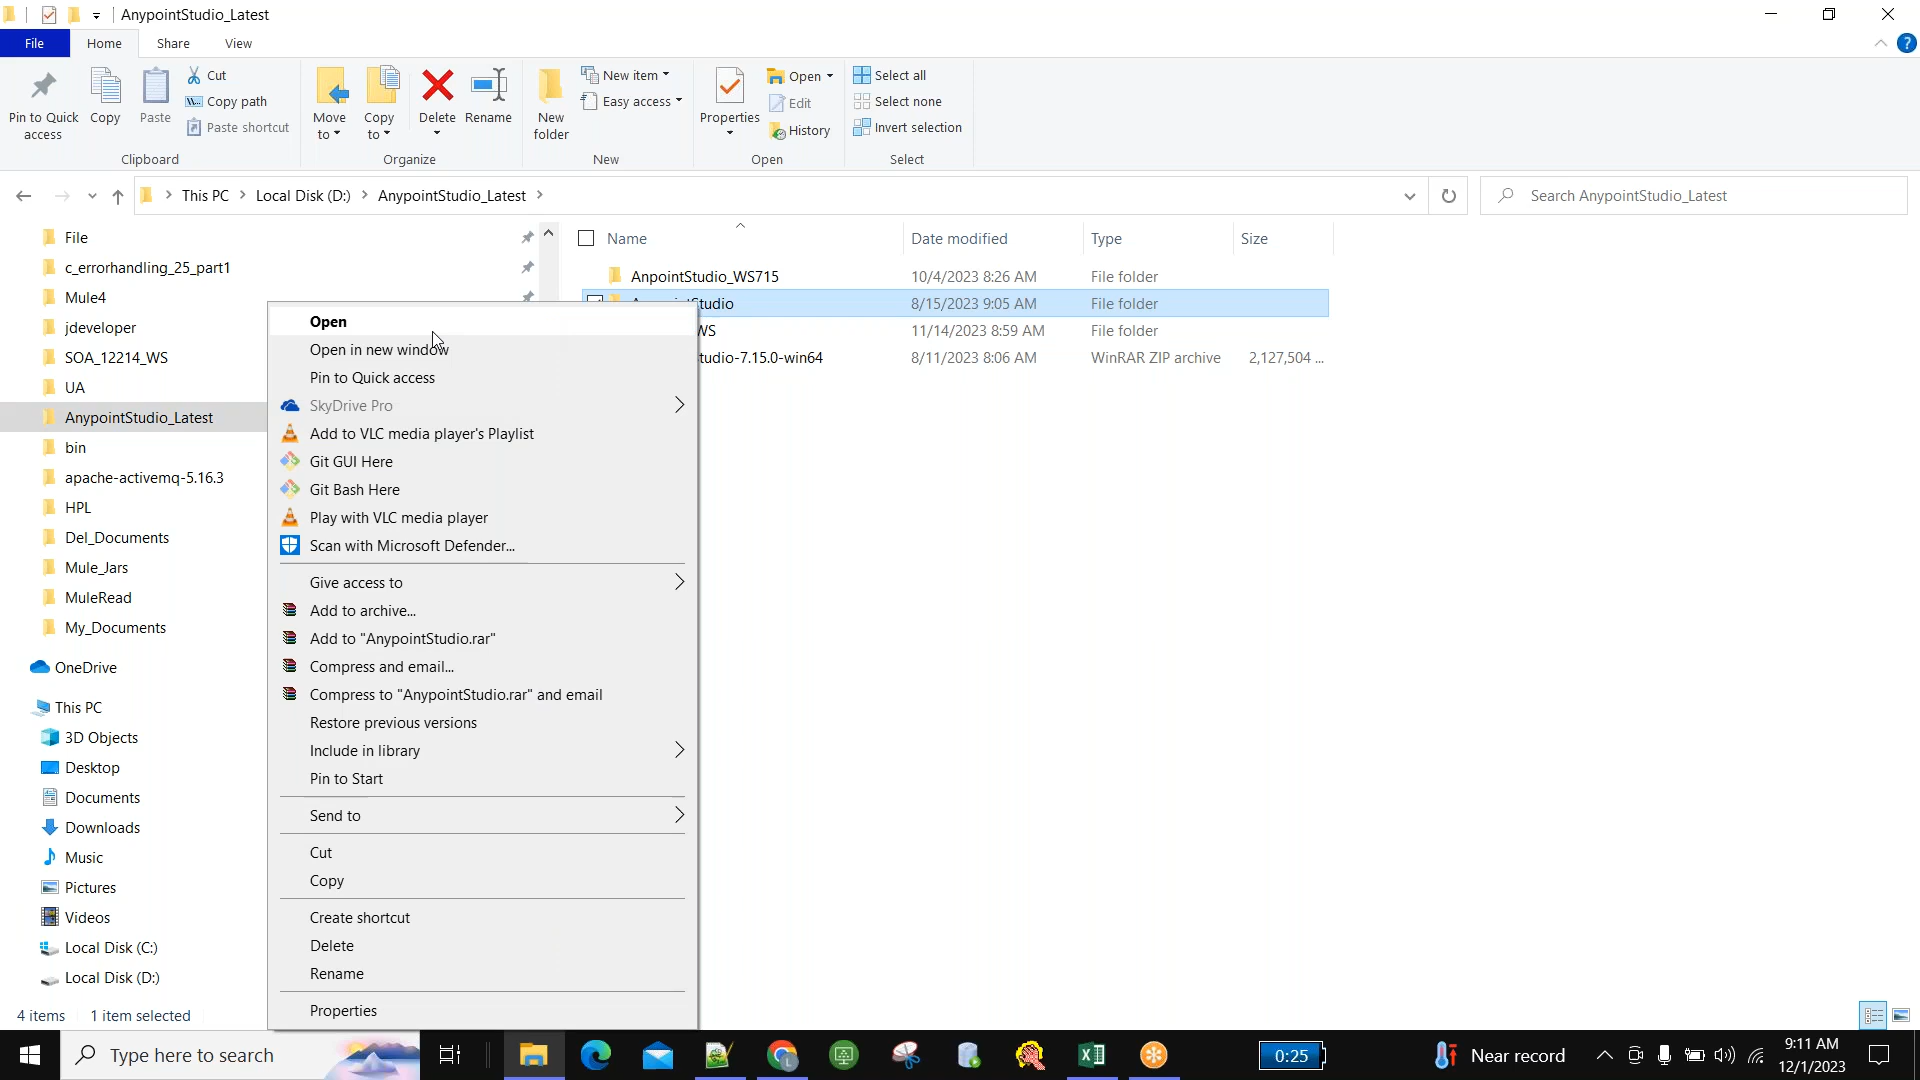 AnypointStudio_Latest
File Home Share View
Pin to Quick access
Copy
Paste
Cut
Copy path
Paste shortcut
Clipboard
Move to
Copy to
Delete
Rename
Organize
New folder
New item
Easy access
New
Properties
Open
Edit
History
Open
Select all
Select none
Invert selection
Select
This PC Local Disk (D:) AnypointStudio_Latest
Search AnypointStudio_Latest
File
c_errorhandling_25_part1
Mule4
jdeveloper
SOA_12214_WS
UA
AnypointStudio_Latest
bin
apache-activemq-5.16.3
HPL
Del_Documents
Mule_Jars
MuleRead
My_Documents
OneDrive
This PC
3D Objects
Desktop
Documents
Downloads
Music
Pictures
Videos
Local Disk (C:)
Local Disk (D:)
Name Date modified Type Size
AnpointStudio_WS715 10/4/2023 8:26 AM File folder
Studio 8/15/2023 9:05 AM File folder
WS 11/14/2023 8:59 AM File folder
tudio-7.15.0-win64 8/11/2023 8:06 AM WinRAR ZIP archive 2,127,504 ...
Open
Open in new window
Pin to Quick access
SkyDrive Pro
Add to VLC media player's Playlist
Git GUI Here
Git Bash Here
Play with VLC media player
Scan with Microsoft Defender...
Give access to
Add to archive...
Add to "AnypointStudio.rar"
Compress and email...
Compress to "AnypointStudio.rar" and email
Restore previous versions
Include in library
Pin to Start
Send to
Cut
Copy
Create shortcut
Delete
Rename
Properties
4 items 1 item selected
Type here to search
0:25
Near record
9:11 AM
12/1/2023